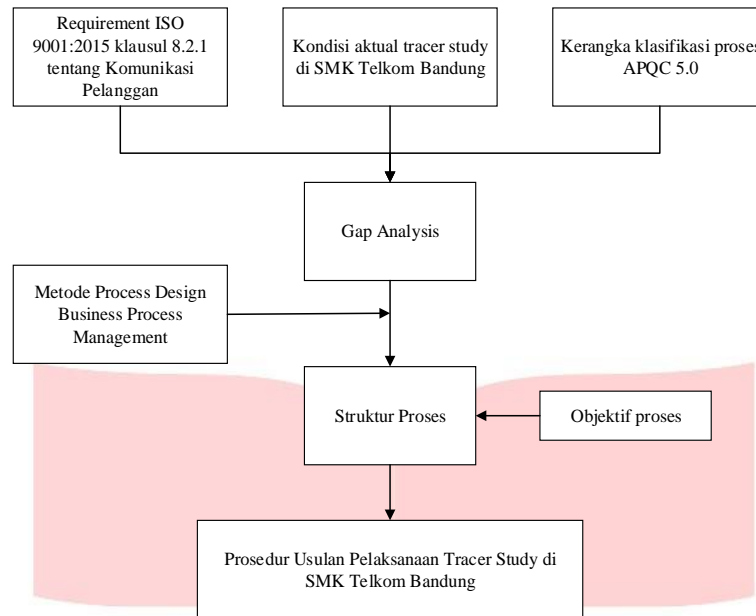 Requirement ISO
9001:2015 klausul 8.2.1
tentang Komunikasi
Pelanggan
Kondisi aktual tracer study
di SMK Telkom Bandung
Kerangka klasifikasi proses
APQC 5.0
Gap Analysis
Metode Process Design
Business Process
Management
Struktur Proses
Objektif proses
Prosedur Usulan Pelaksanaan Tracer Study di
SMK Telkom Bandung